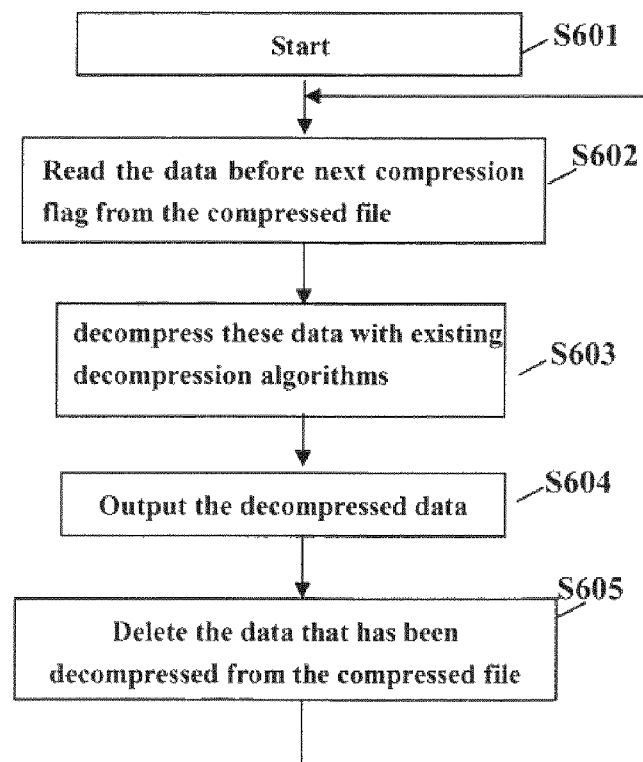 Start
S601
Read the data before next compression
flag from the compressed file
S602
decompress these data with existing
decompression algorithms
S603
Output the decompressed data
S604
Delete the data that has been
decompressed from the compressed file
S605